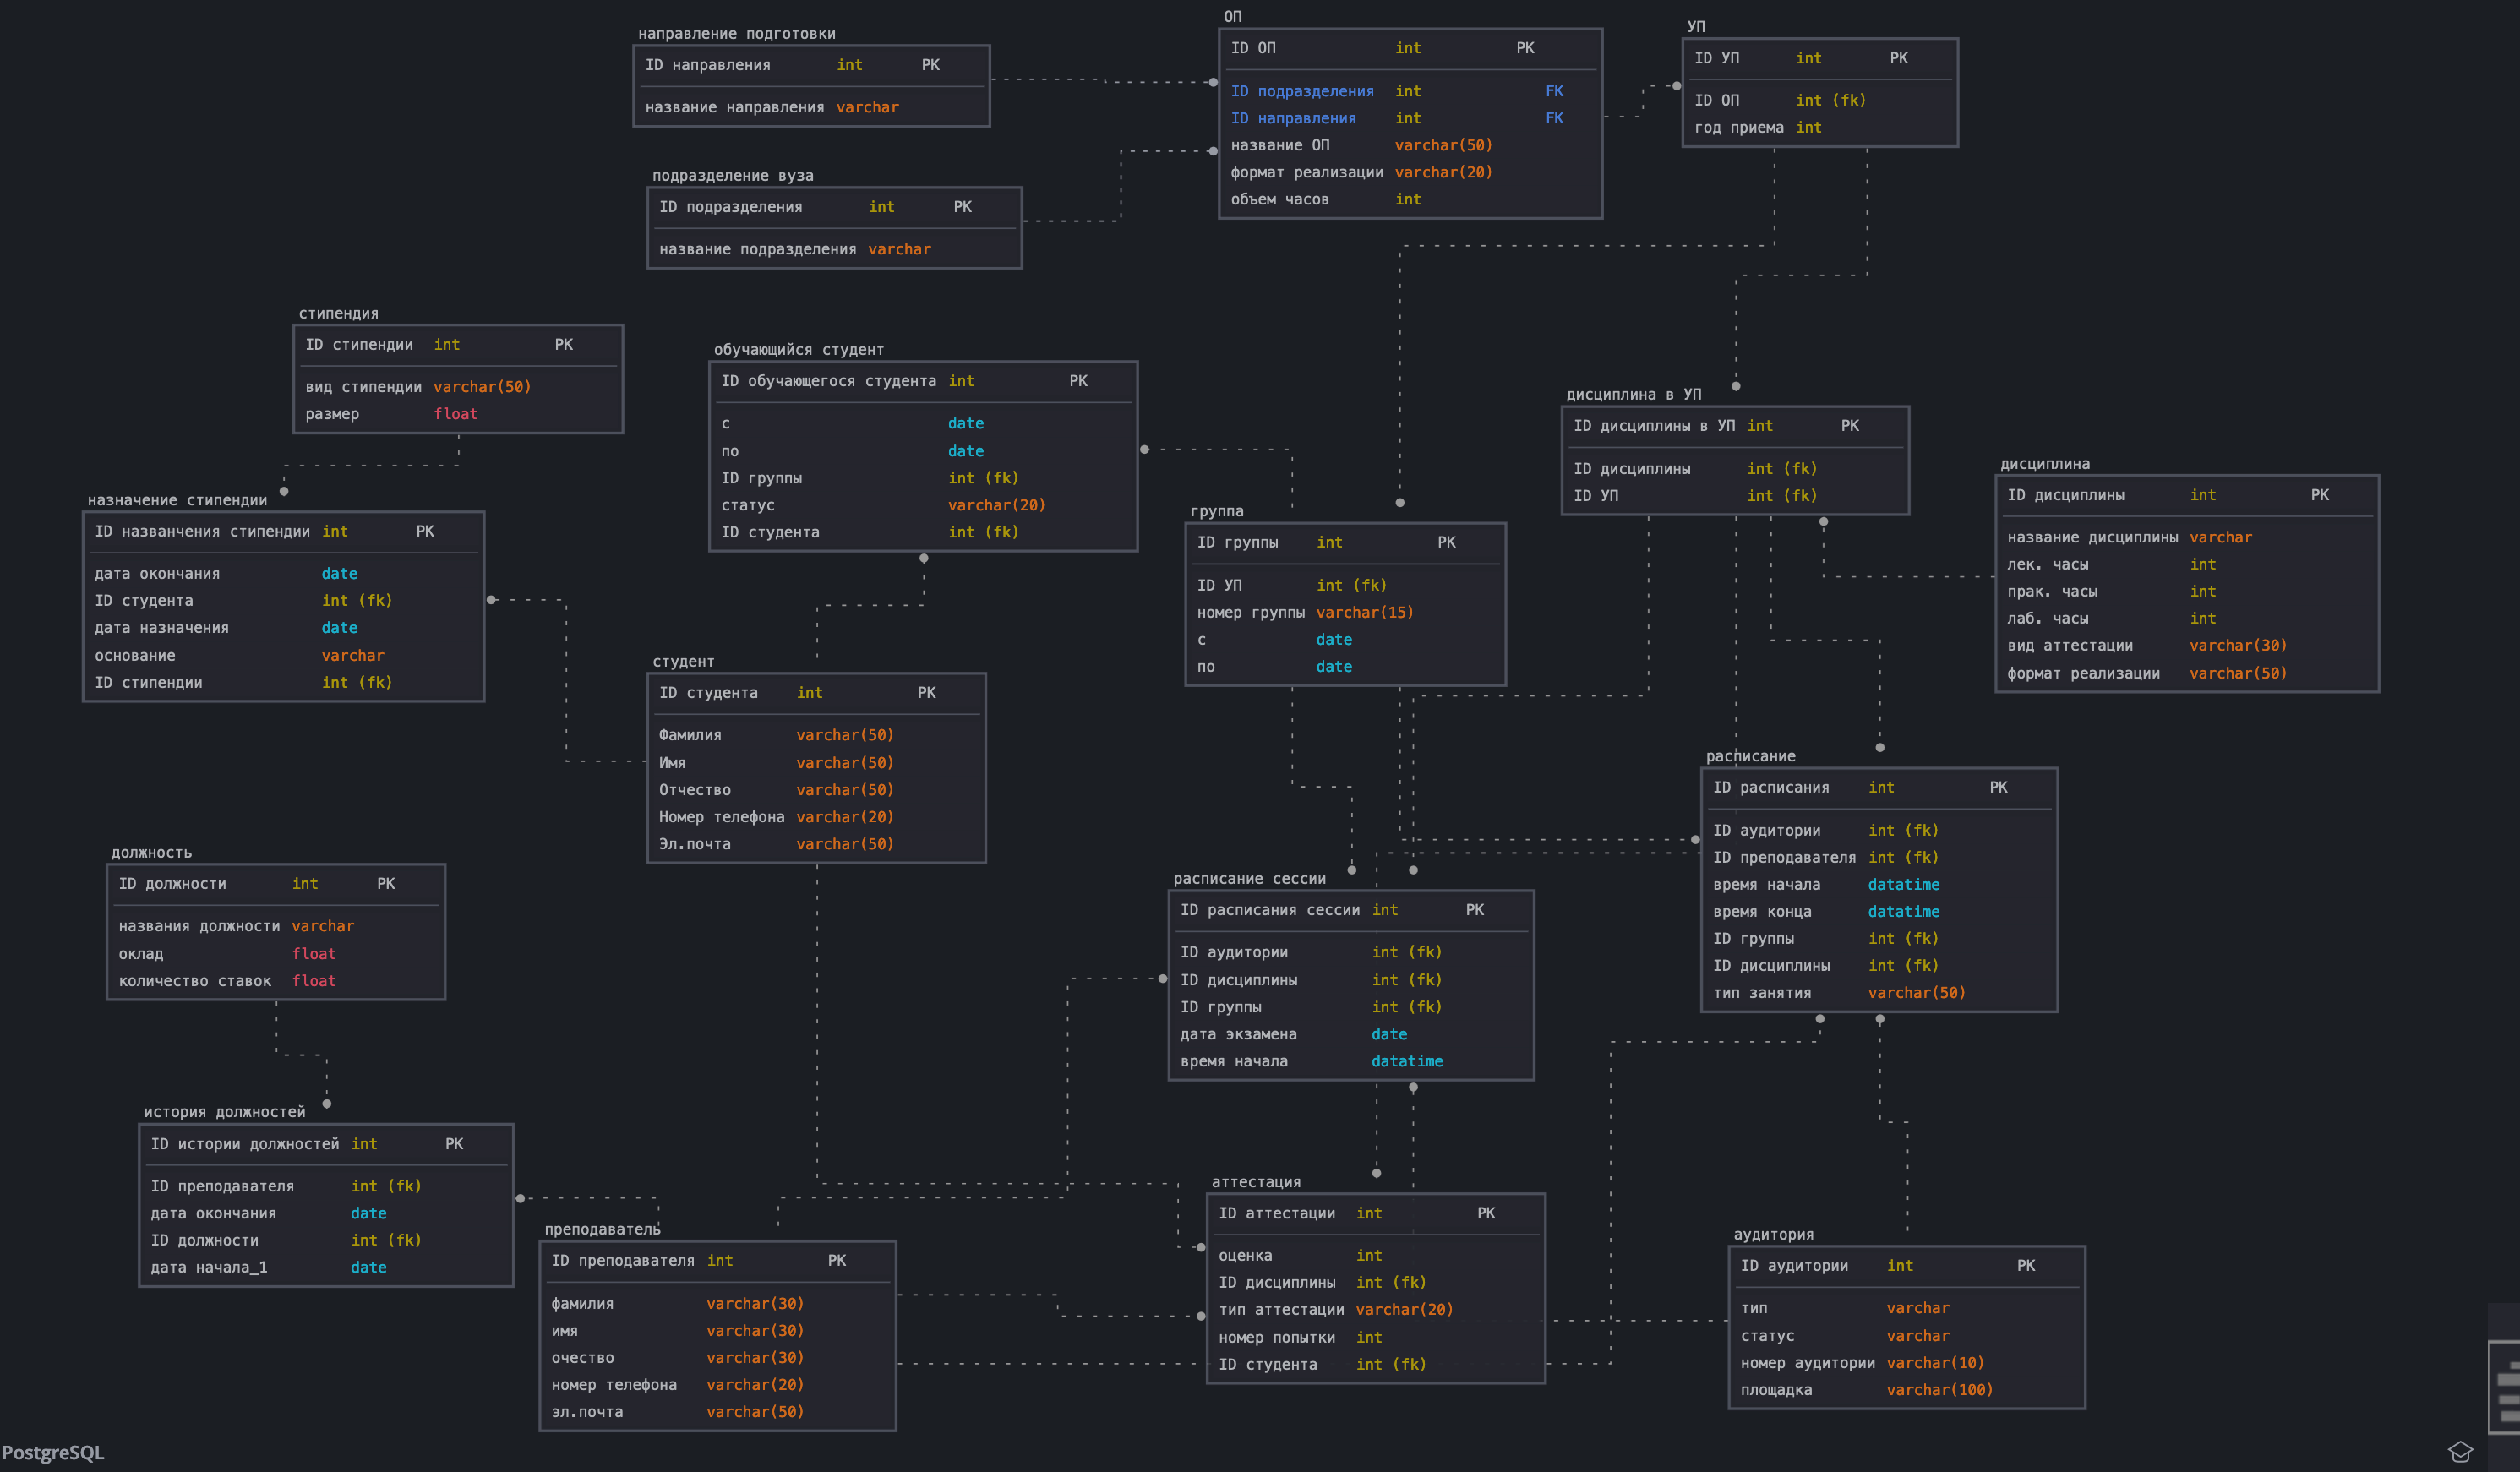 направление подготовки
ID направления int PK
название направления varchar
подразделение вуза
ID подразделения int PK
название подразделения varchar
ОП
ID ОП int PK
ID подразделения int FK
ID направления int FK
название ОП varchar(50)
формат реализации varchar(20)
объем часов int
УП
ID УП int PK
ID ОП int (fk)
год приема int
стипендия
ID стипендии int PK
вид стипендии varchar(50)
размер float
обучающийся студент
ID обучающегося студента int PK
с date
по date
ID группы int (fk)
статус varchar(20)
ID студента int (fk)
дисциплина в УП
ID дисциплины в УП int PK
ID дисциплины int (fk)
ID УП int (fk)
дисциплина
ID дисциплины int PK
название дисциплины varchar
лек. часы int
прак. часы int
лаб. часы int
вид аттестации varchar(30)
формат реализации varchar(50)
назначение стипендии
ID названчения стипендии int PK
дата окончания date
ID студента int (fk)
дата назначения date
основание varchar
ID стипендии int (fk)
группа
ID группы int PK
ID УП int (fk)
номер группы varchar(15)
с date
по date
студент
ID студента int PK
Фамилия varchar(50)
Имя varchar(50)
Отчество varchar(50)
Номер телефона varchar(20)
Эл.почта varchar(50)
расписание
ID расписания int PK
ID аудитории int (fk)
ID преподавателя int (fk)
время начала datatime
время конца datatime
ID группы int (fk)
ID дисциплины int (fk)
тип занятия varchar(50)
должность
ID должности int PK
названия должности varchar
оклад float
количество ставок float
расписание сессии
ID расписания сессии int PK
ID аудитории int (fk)
ID дисциплины int (fk)
ID группы int (fk)
дата экзамена date
время начала datatime
история должностей
ID истории должностей int PK
ID преподавателя int (fk)
дата окончания date
ID должности int (fk)
дата начала_1 date
преподаватель
ID преподавателя int PK
фамилия varchar(30)
имя varchar(30)
очество varchar(30)
номер телефона varchar(20)
эл.почта varchar(50)
аттестация
ID аттестации int PK
оценка int
ID дисциплины int (fk)
тип аттестации varchar(20)
номер попытки int
ID студента int (fk)
аудитория
ID аудитории int PK
тип varchar
статус varchar
номер аудитории varchar(10)
площадка varchar(100)
PostgreSQL